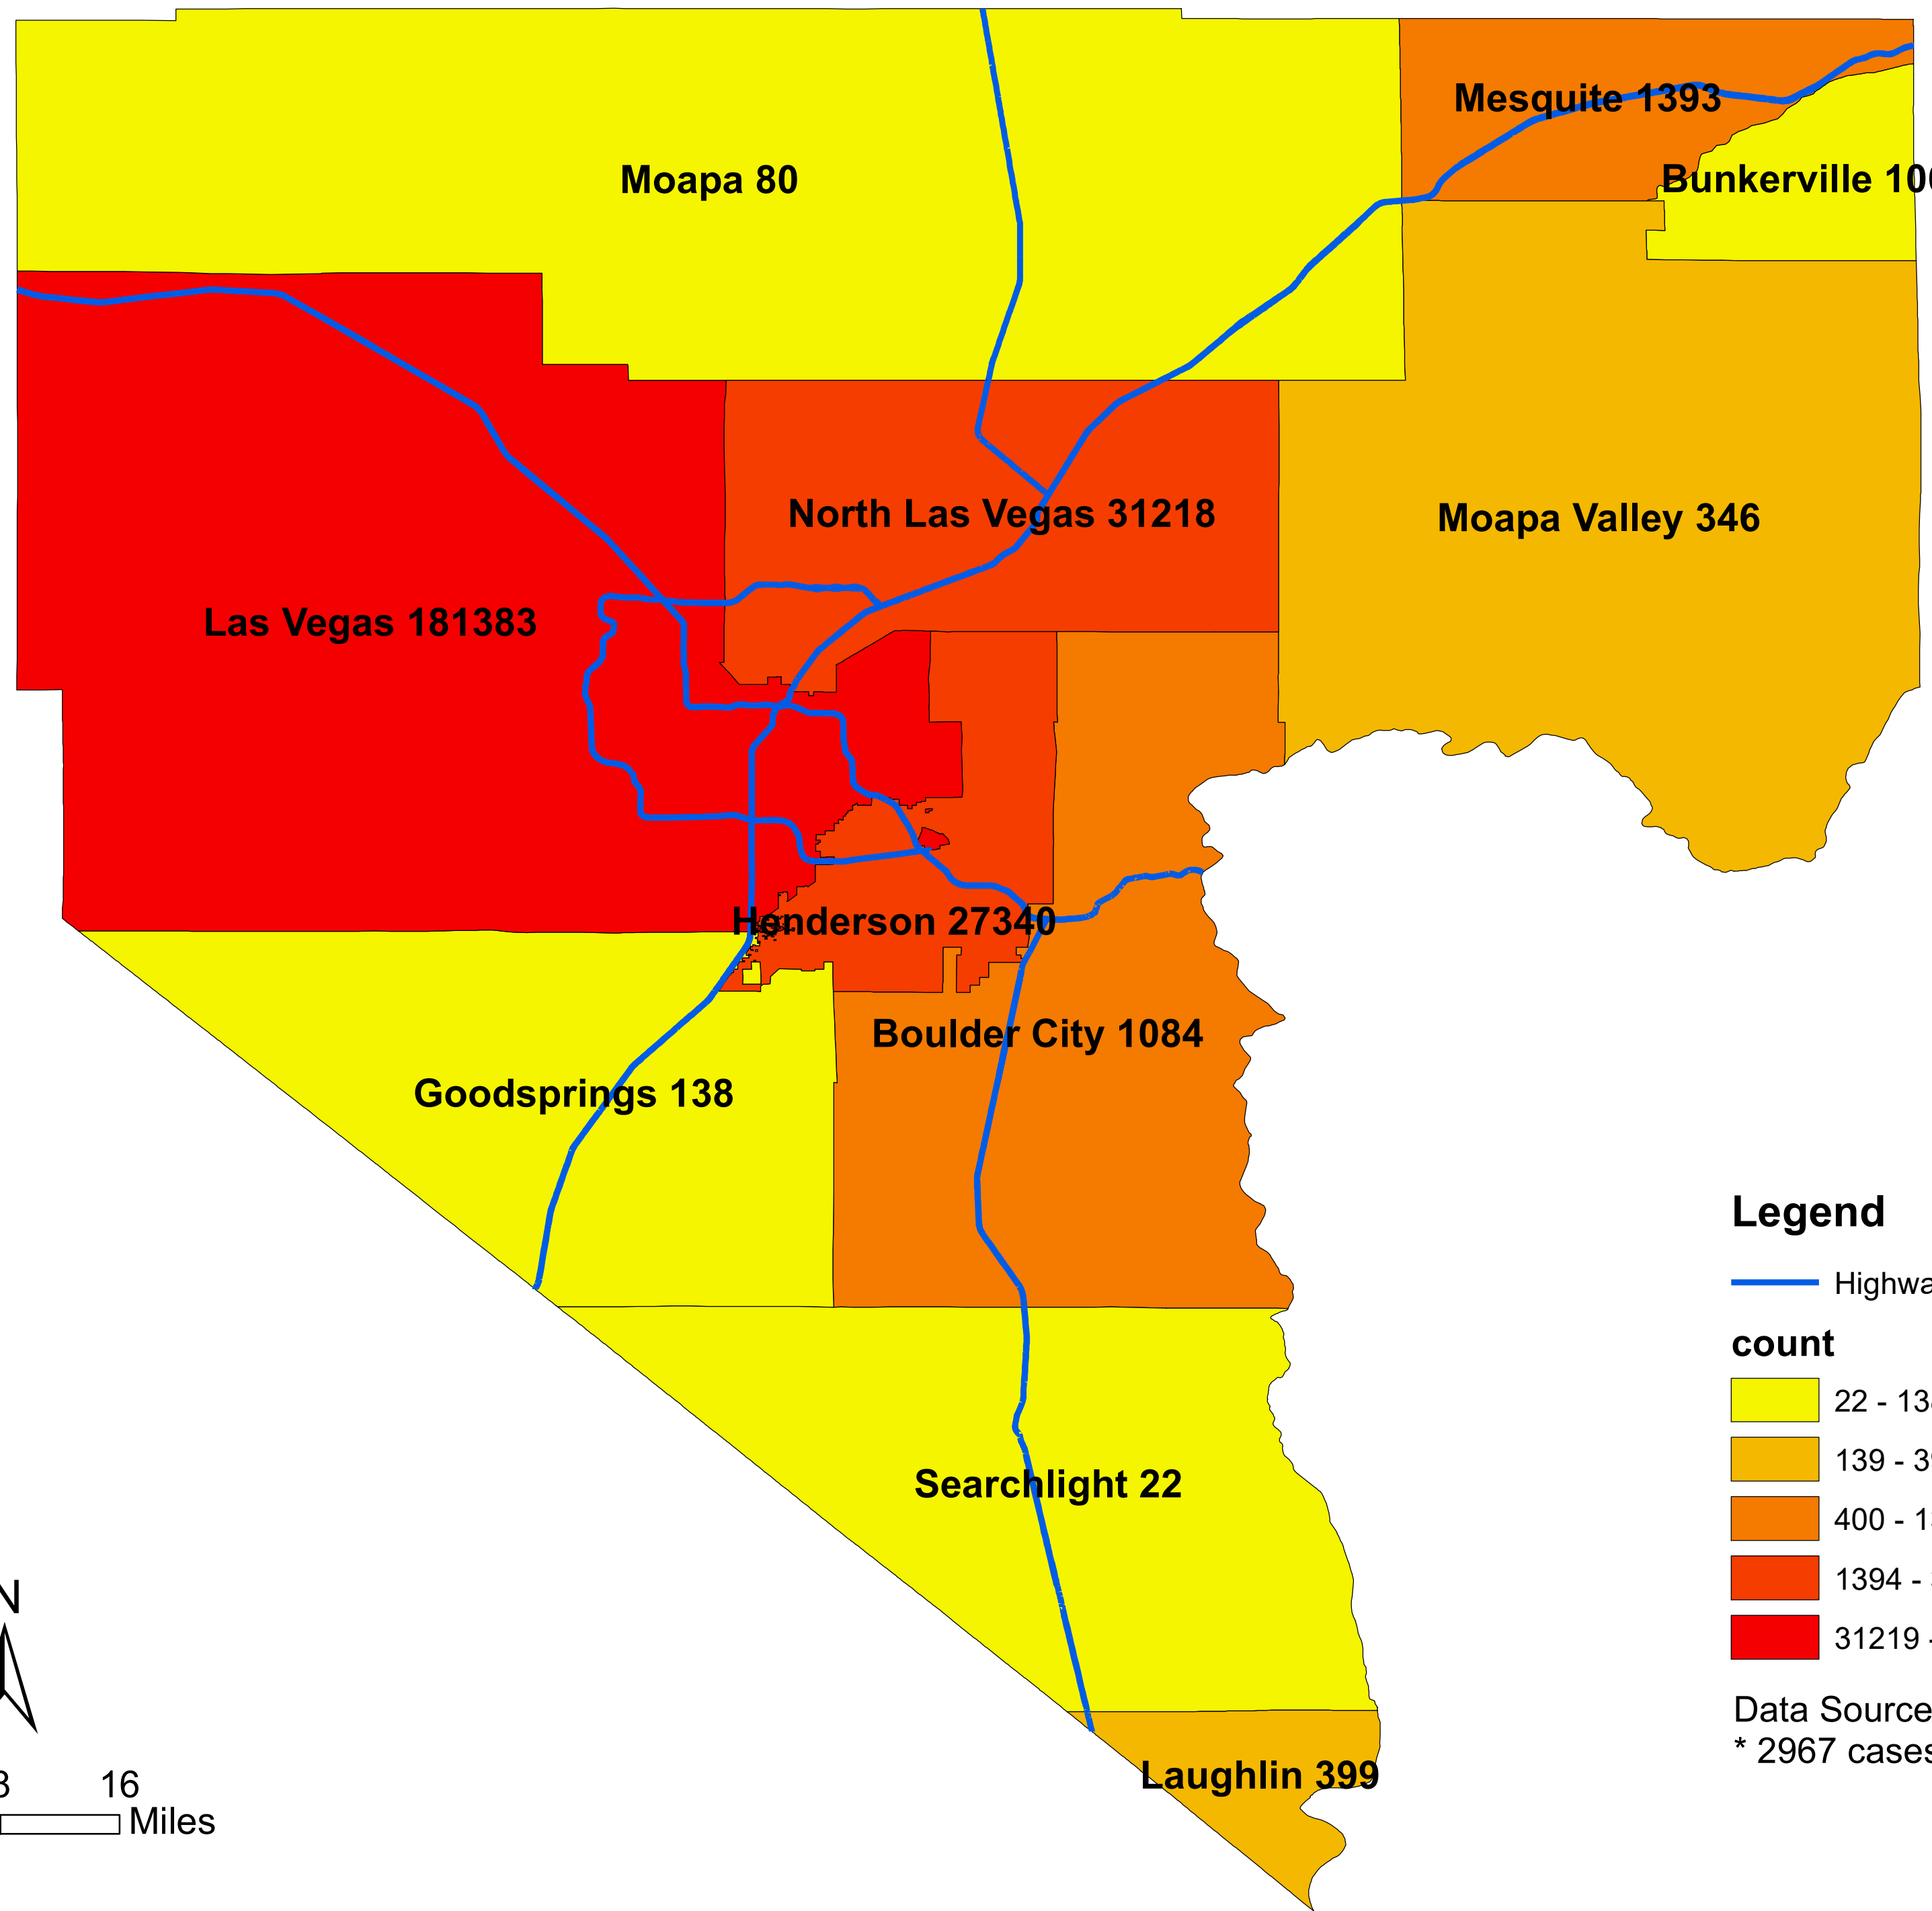 Mesquite 1393
Moapa 80
Bunkerville 10
North Las Vegas 31218
Moapa Valley 346
Las Vegas 181383
Henderson 27340
Boulder City 1084
Goodsprings 138
Legend
Highwa
count
22 - 13
139 - 3
400 - 1
Searchlight 22
1394 -
31219 -
N
Data Source
* 2967 cases
Laughlin 399
16
Miles